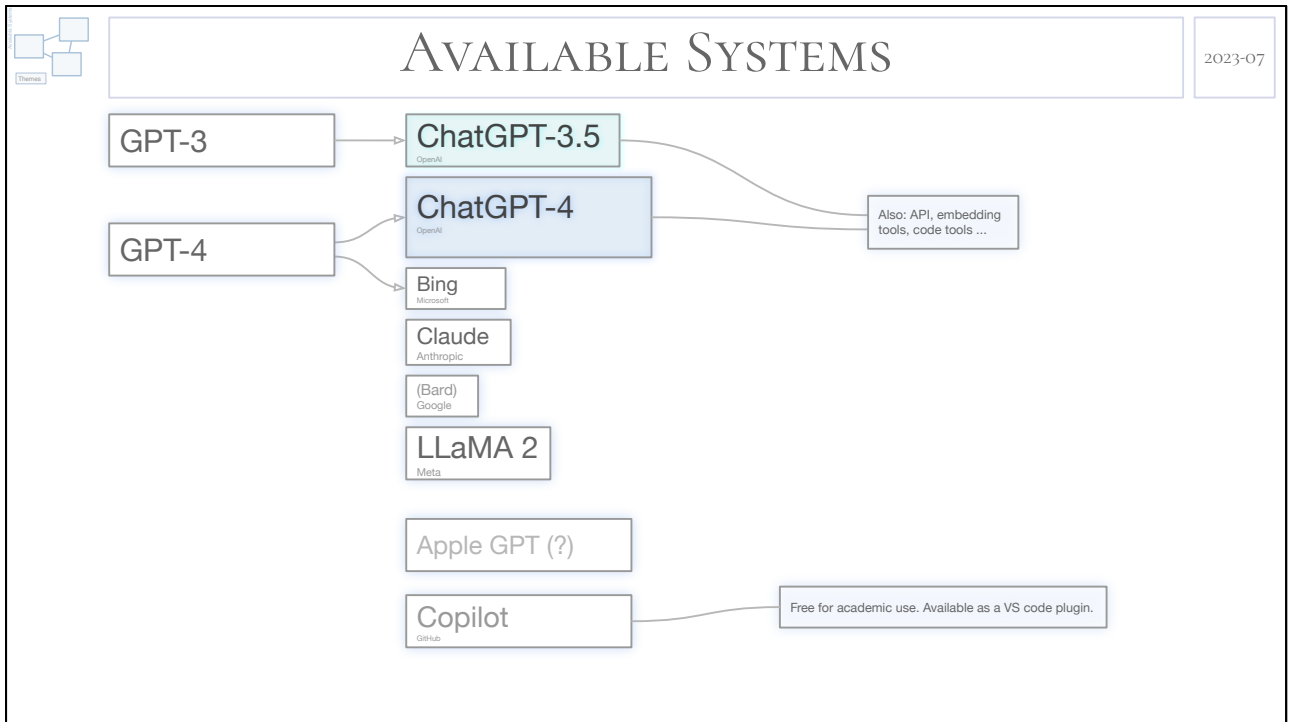 AVAILABLE SYSTEMS
2023-07
Themes
GPT-3
ChatGPT-3.5
OpenAI
ChatGPT-4
OpenAI
Also: API, embedding
tools, code tools ...
GPT-4
Bing
Microsoft
Claude
Anthropic
(Bard)
Google
LLaMA 2
Meta
Apple GPT (?)
Copilot
GitHub
Free for academic use. Available as a VS code plugin.